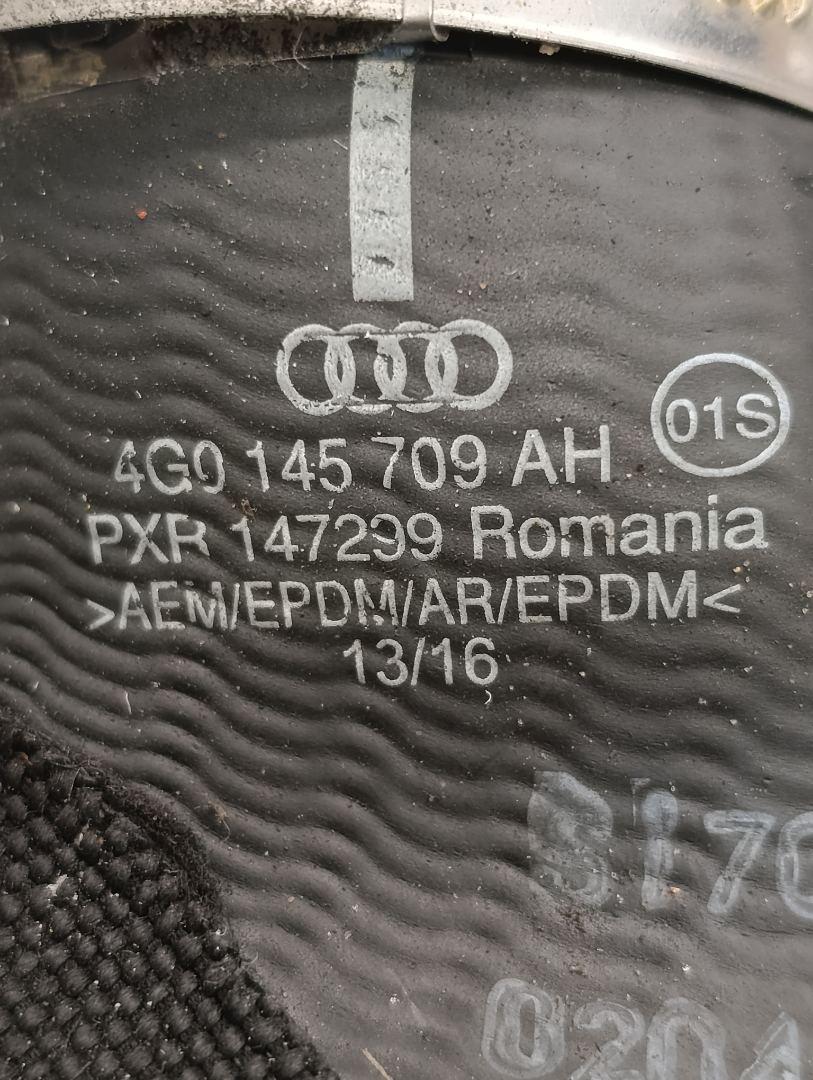 01S
4G0 145 709 AH
PXR 147299 Romania
>AEM/EPDM/AR/EPDM<
13/16